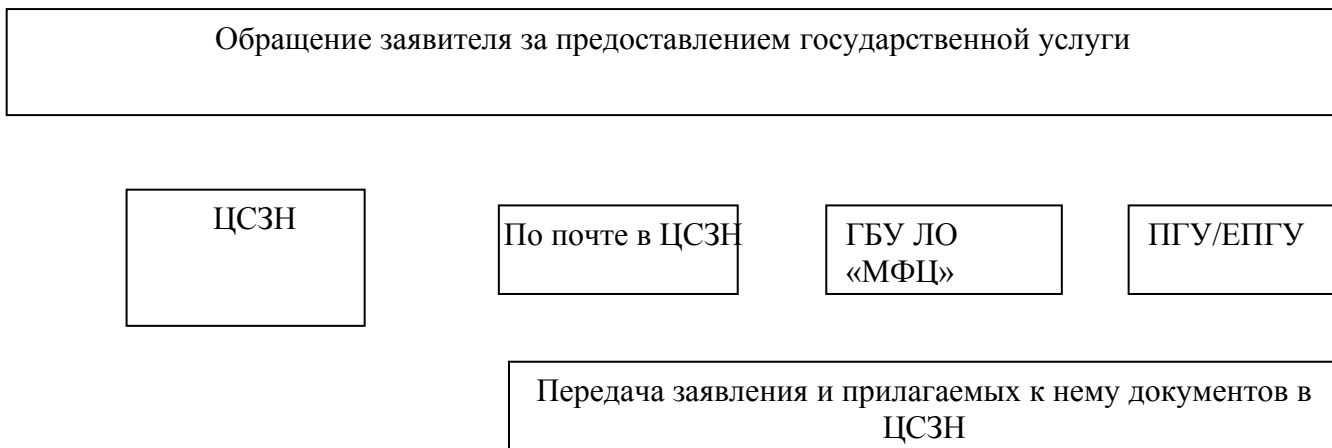 Обращение заявителя за предоставлением государственной услуги
ЦСЗН
По почте в ЦСЗН
ГБУ ЛО
«МФЦ»
ПГУ/ЕПГУ
Передача заявления и прилагаемых к нему документов в
ЦСЗН